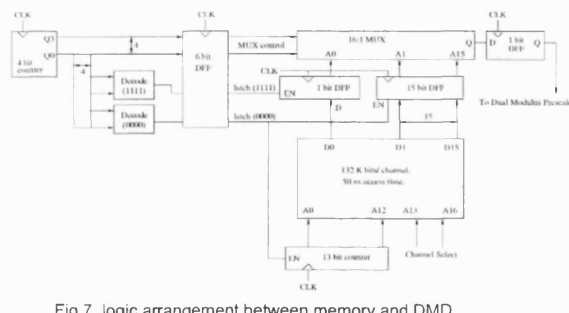 CLK
CLK
CLK
Q3
Q0
4 bit
counter
4
4
6 bit
DFF
MUX control
16:1 MUX
A0
A1
A15
Q
D
1 bit
DFF
Q
Decode
(1111)
Decode
(0000)
latch (1111)
latch (0000)
CLK
EN
1 bit DFF
EN
15 bit DFF
D
15
To Dual Modulus Prescale
D0
D1
D15
132 K bits/ channel.
50 ns access time.
A0
A12
A13
A16
EN
13 bit counter
Channel Select
CLK
Fig 7. logic arrangement between memory and DMD